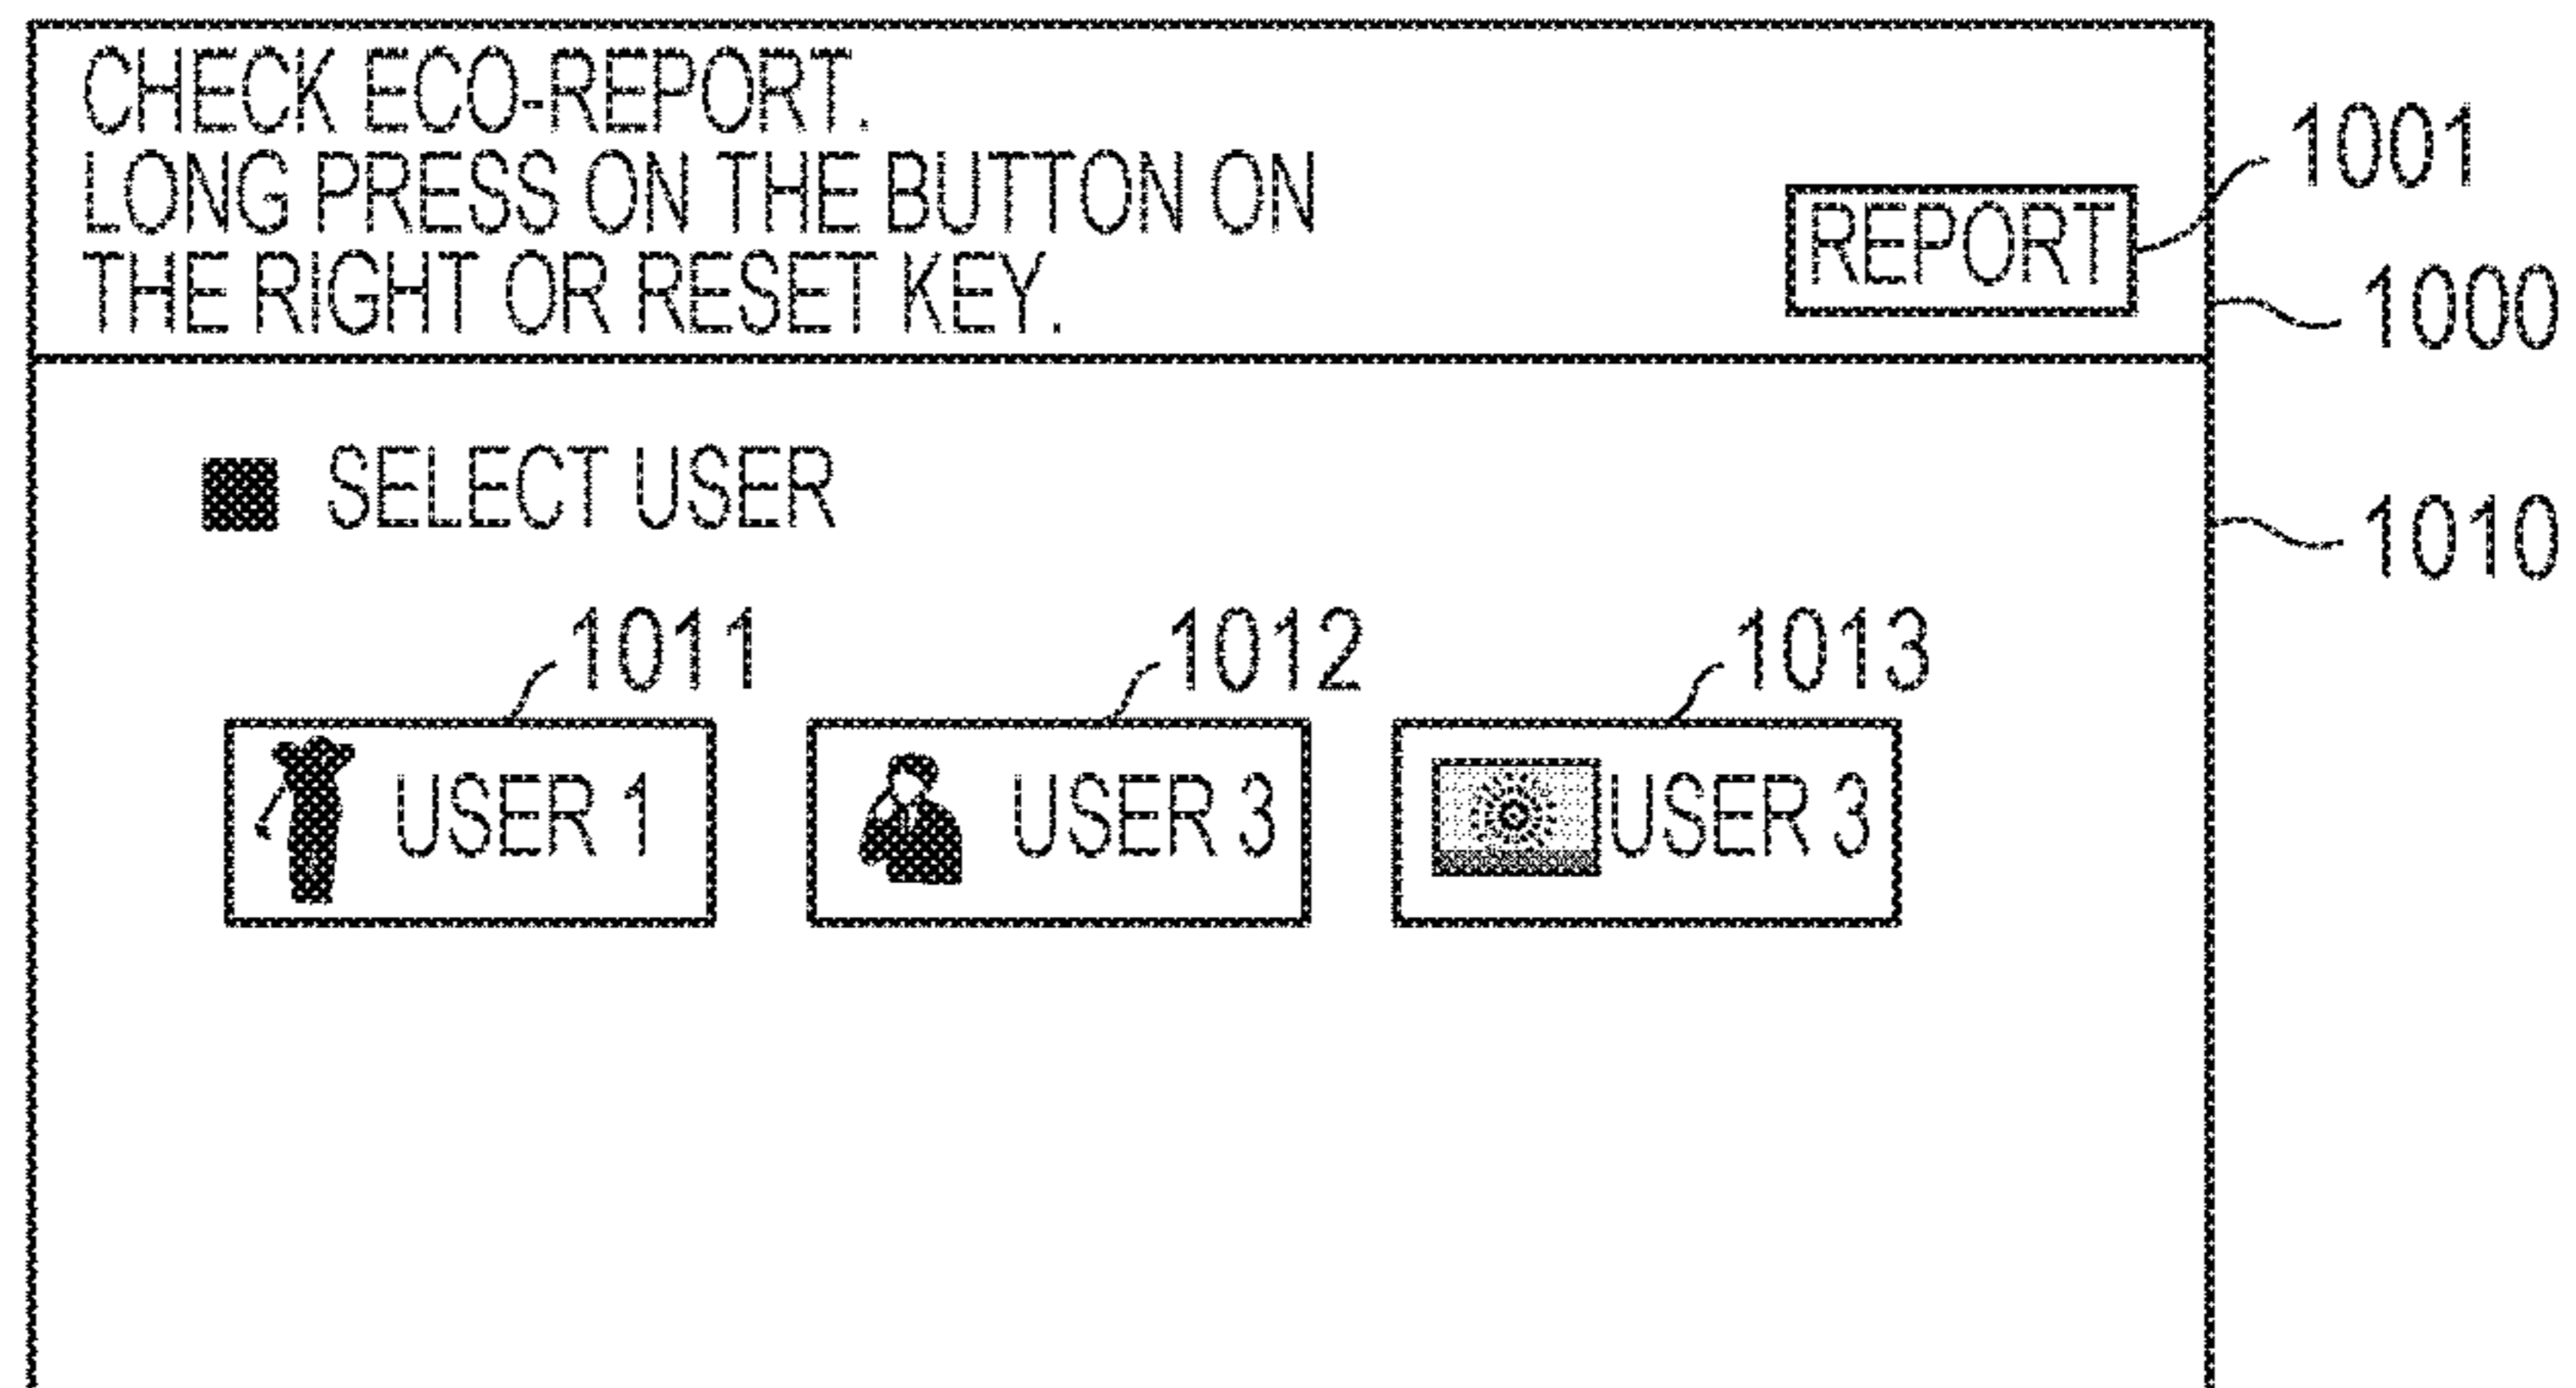 CHECK ECO-REPORT.
LONG PRESS ON THE BUTTON ON
THE RIGHT OR RESET KEY.
REPORT
1001
1000
SELECT USER
1010
1011
1012
1013
USER 1
USER 3
USER 3